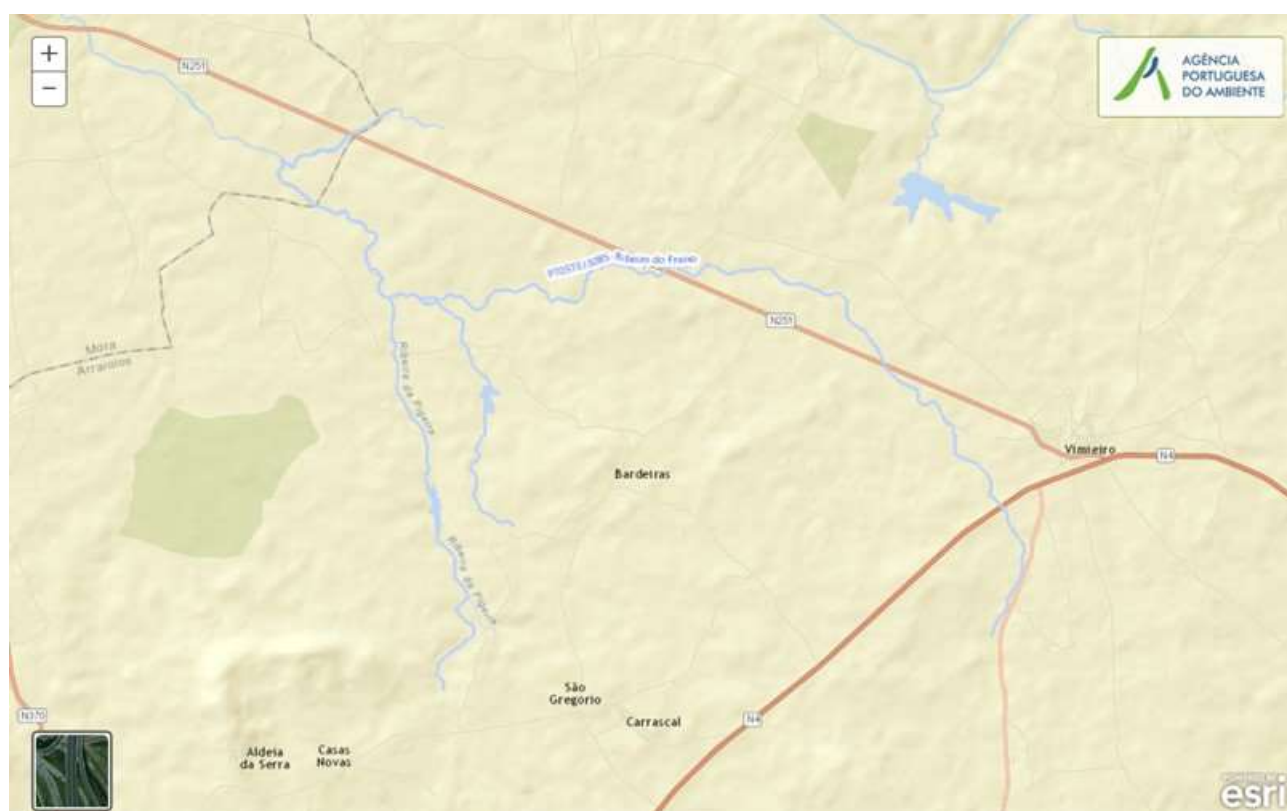 +
−
N251
AGÊNCIA
PORTUGUESA
DO AMBIENTE
Ribeira do Freixo
N251
Mora
Arraiolos
Ribeira da Pigeira
Vimieiro
N4
Bardeiras
Ribeira da Pigeira
São
Gregorio
Carrascal
N4
N370
Aldeia
da Serra
Casas
Novas
esri